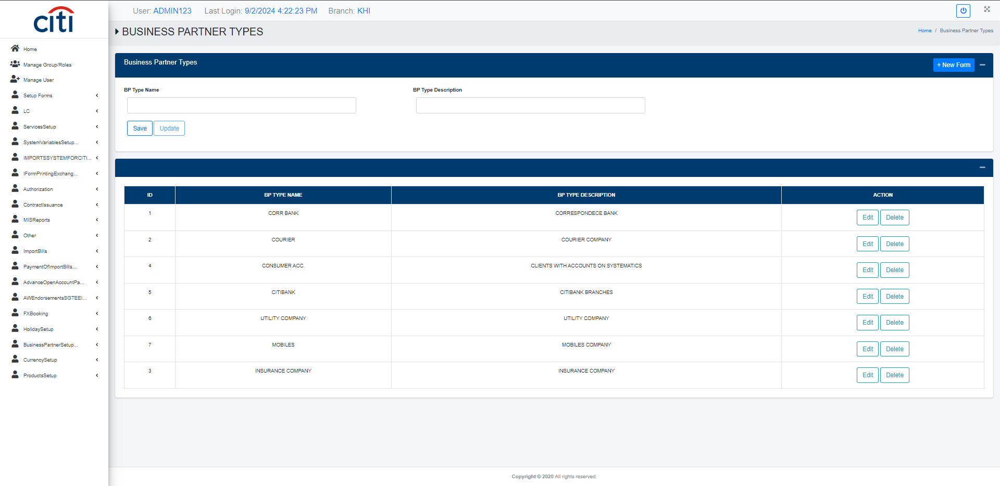 citi
User: ADMIN123 Last Login: 9/2/2024 4:22:23 PM Branch: KHI
BUSINESS PARTNER TYPES
Home / Business Partner Types
Home
Manage Group/Roles
Manage User
Setup Forms
LC
ServicesSetup
SystemVariablesSetup...
IMPORTSSYSTEMFORCITI...
IFormPrintingExchang...
Authorization
ContractIssuance
MISReports
Other
ImportBills
PaymentOfImportBills...
AdvanceOpenAccountPa...
AWEndorsementsSGTEEI...
FXBooking
HolidaySetup
BusinessPartnerSetup...
CurrencySetup
ProductsSetup
Business Partner Types
+ New Form
BP Type Name BP Type Description
Save Update
ID BP TYPE NAME BP TYPE DESCRIPTION ACTION
1 CORR BANK CORRESPONDECE BANK Edit Delete
2 COURIER COURIER COMPANY Edit Delete
4 CONSUMER ACC. CLIENTS WITH ACCOUNTS ON SYSTEMATICS Edit Delete
5 CITIBANK CITIBANK BRANCHES Edit Delete
6 UTILITY COMPANY UTILITY COMPANY Edit Delete
7 MOBILES MOBILES COMPANY Edit Delete
3 INSURANCE COMPANY INSURANCE COMPANY Edit Delete
Copyright © 2020 All rights reserved.